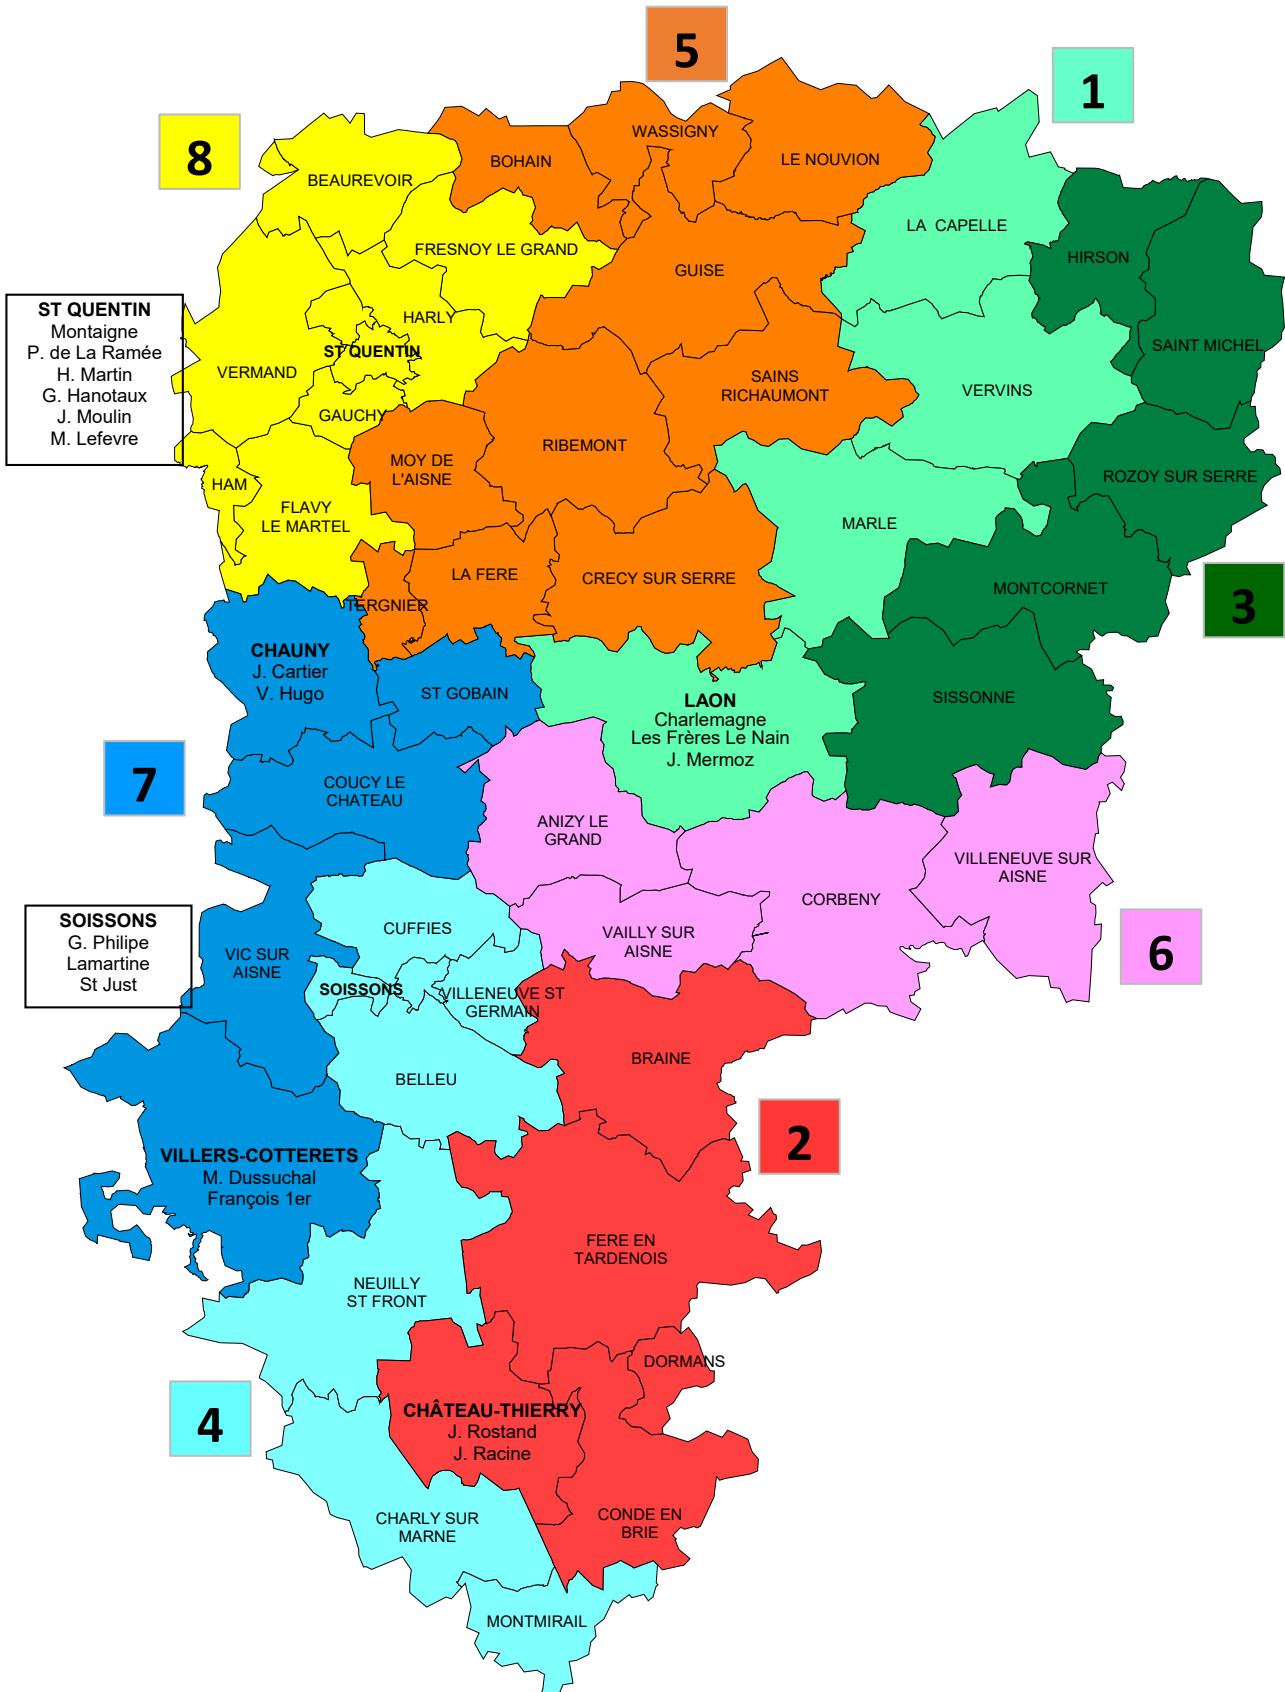 5
1
8
WASSIGNY
BOHAIN
LE NOUVION
BEAUREVOIR
LA  CAPELLE
FRESNOY LE GRAND
HIRSON
GUISE
ST QUENTIN
Montaigne
P. de La Ramée
H. Martin
G. Hanotaux
J. Moulin
M. Lefevre
HARLY
ST QUENTIN
SAINT MICHEL
VERMAND
SAINS
RICHAUMONT
VERVINS
GAUCHY
RIBEMONT
MOY DE
L'AISNE
HAM
ROZOY SUR SERRE
FLAVY
LE MARTEL
MARLE
LA FERE
CRECY SUR SERRE
MONTCORNET
TERGNIER
3
CHAUNY
J. Cartier
V. Hugo
ST GOBAIN
LAON
Charlemagne
Les Frères Le Nain
J. Mermoz
SISSONNE
7
COUCY LE
CHATEAU
ANIZY LE
GRAND
VILLENEUVE SUR
AISNE
CORBENY
SOISSONS
G. Philipe
Lamartine
St Just
CUFFIES
VAILLY SUR
AISNE
6
VIC SUR
AISNE
SOISSONS
VILLENEUVE ST
GERMAIN
BRAINE
BELLEU
2
VILLERS-COTTERETS
M. Dussuchal
François 1er
FERE EN
TARDENOIS
NEUILLY
ST FRONT
DORMANS
4
CHÂTEAU-THIERRY
J. Rostand
J. Racine
CHARLY SUR
MARNE
CONDE EN
BRIE
MONTMIRAIL